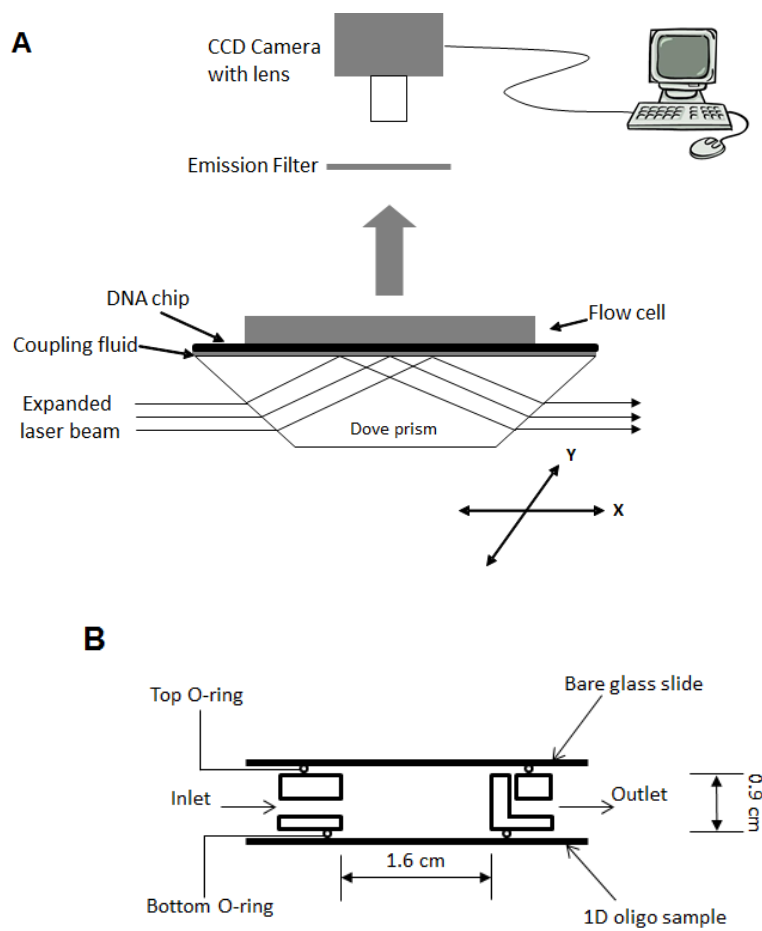 A
CCD Camera
with lens
Emission Filter
DNA chip
Flow cell
Coupling fluid
Expanded
laser beam
Dove prism
Y
X
B
Top O-ring
Bare glass slide
Inlet
Outlet
0.9 cm
1.6 cm
Bottom O-ring
1D oligo sample